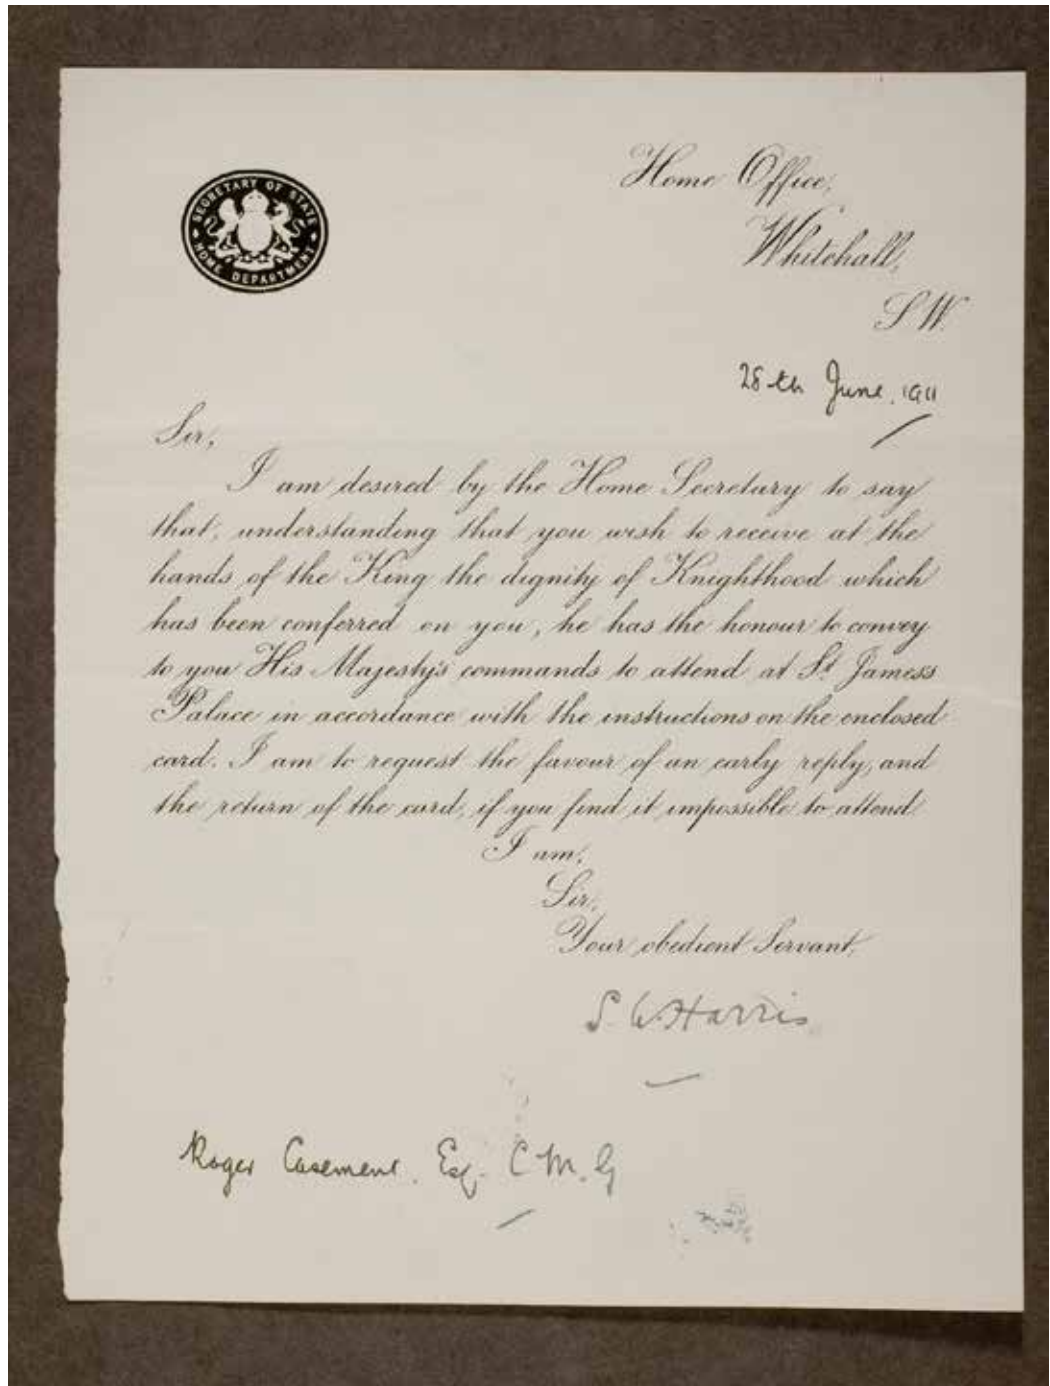 SECRETARY OF STATE
HOME DEPARTMENT
Home Office,
Whitehall,
S.W.
28th June, 1911
Sir,
I am desired by the Home Secretary to say
that, understanding that you wish to receive at the
hands of the King the dignity of Knighthood which
has been conferred on you, he has the honour to convey
to you His Majesty's commands to attend at St James's
Palace in accordance with the instructions on the enclosed
card. I am to request the favour of an early reply, and
the return of the card, if you find it impossible to attend.
I am,
Sir,
Your obedient Servant,
S. W. Harris
Roger Casement. Esq. C.M.G